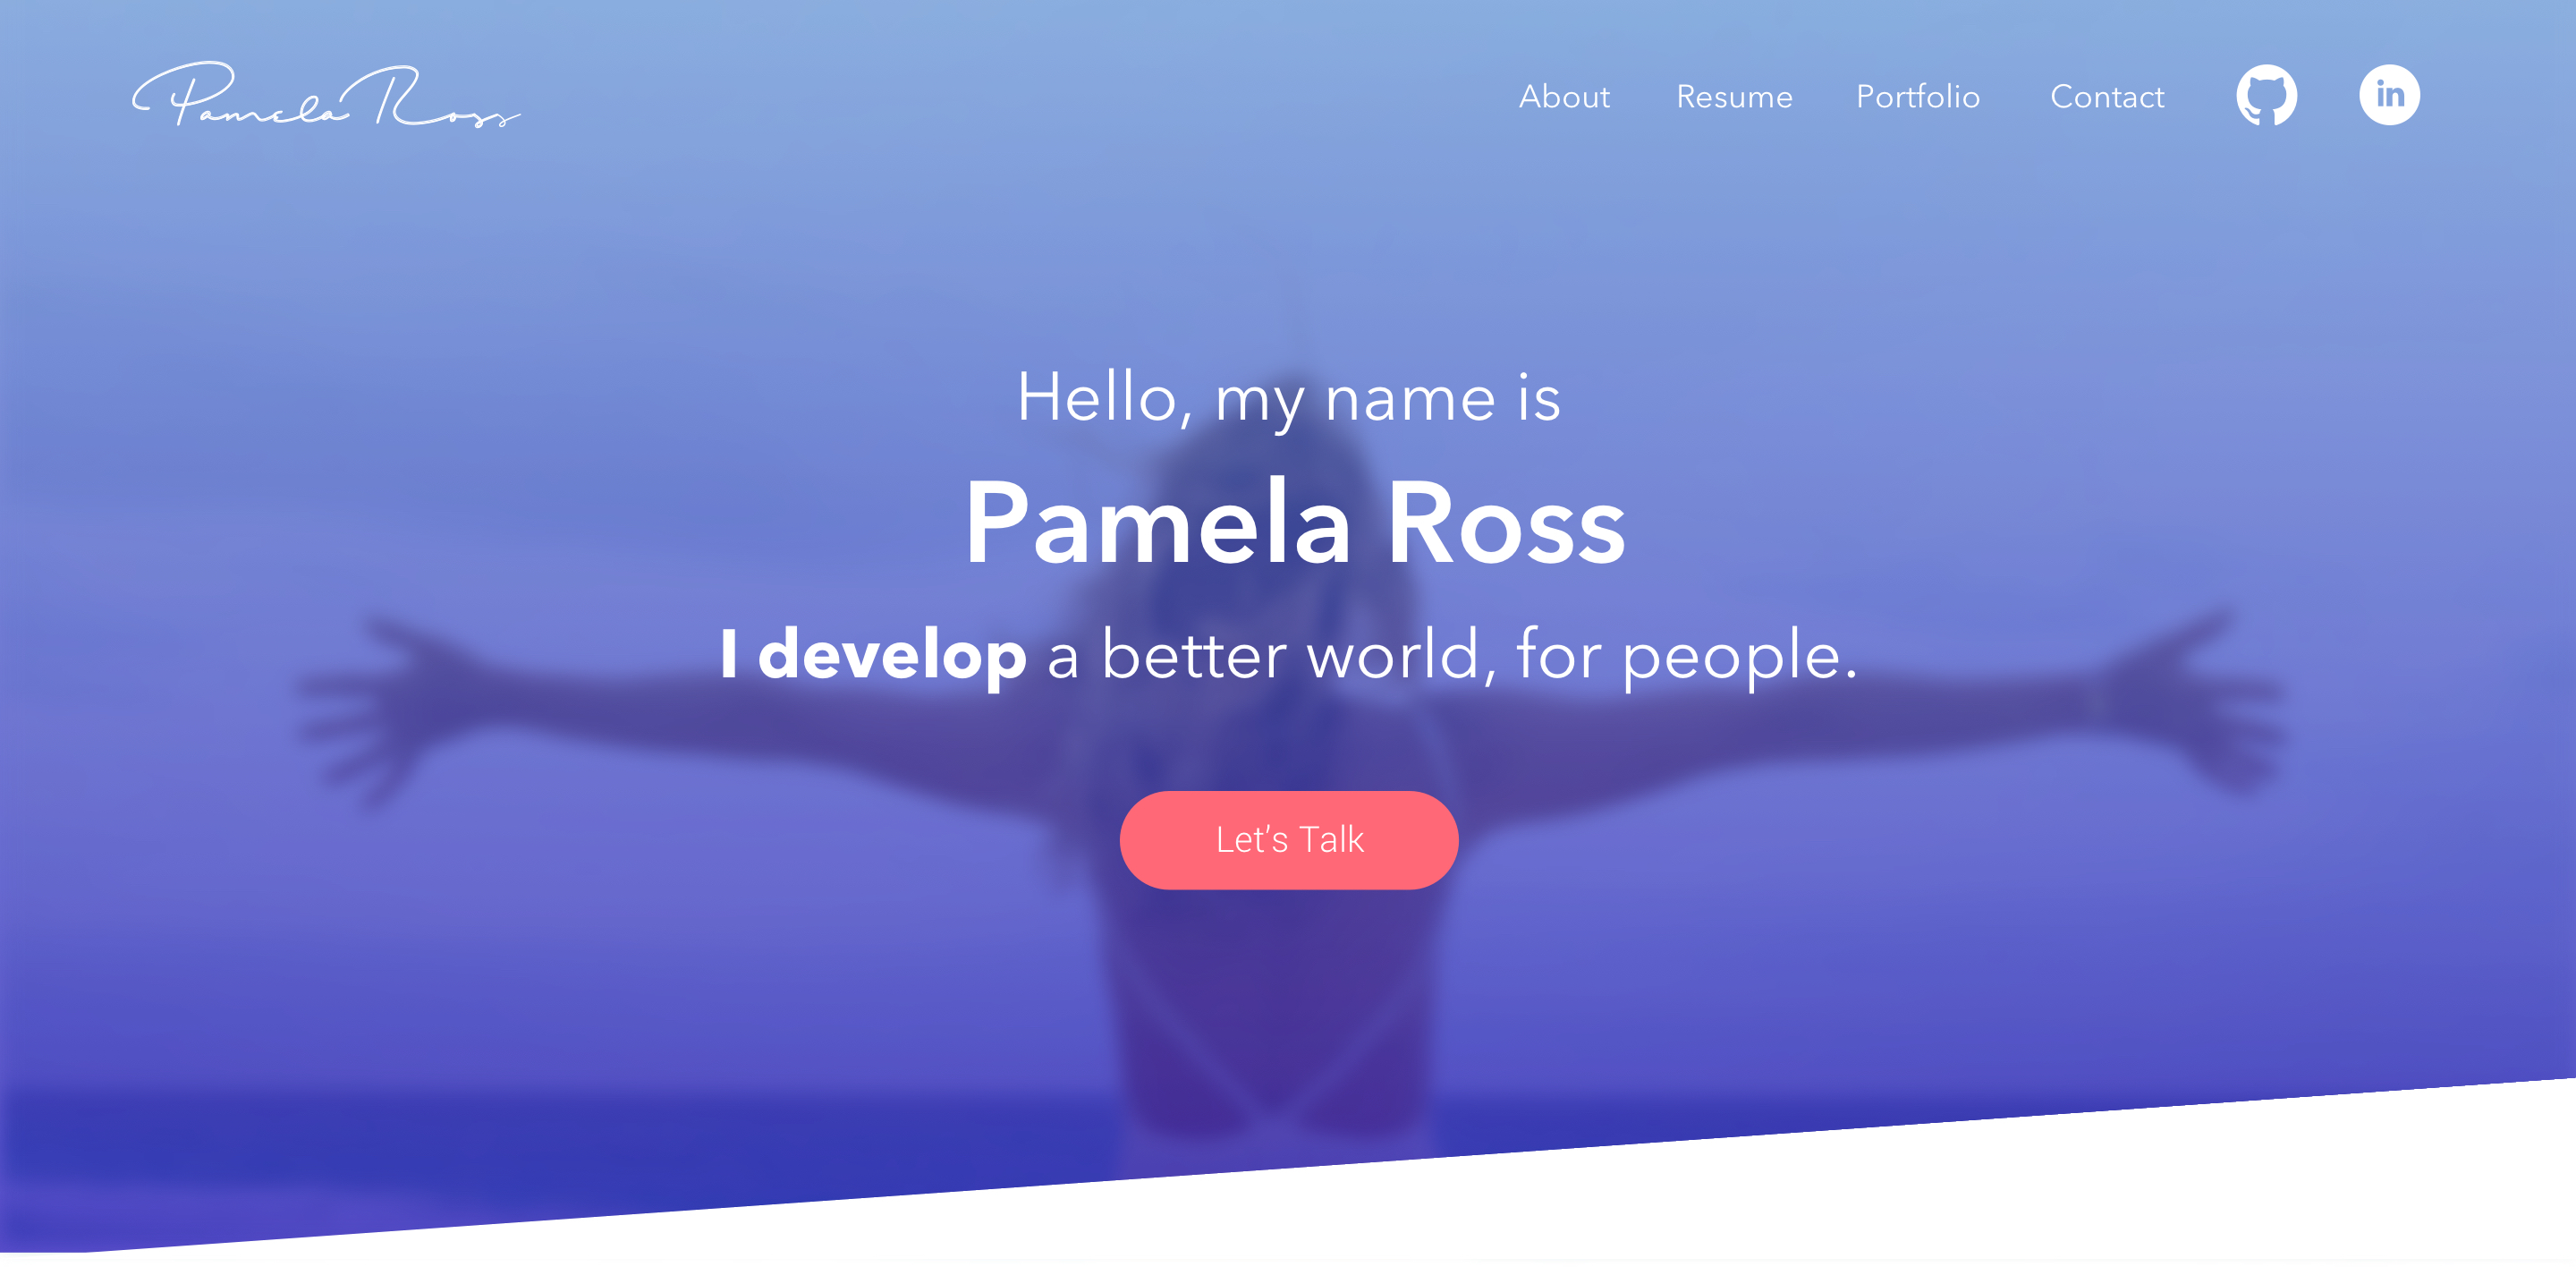 Pamela Ross
About Resume Portfolio Contact in
Hello, my name is
Pamela Ross
I develop a better world, for people.
Let's Talk